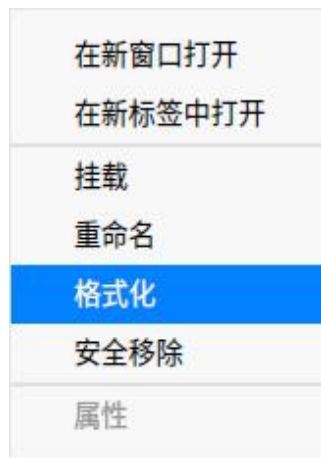 在新窗口打开
在新标签中打开
挂载
重命名
格式化
安全移除
属性